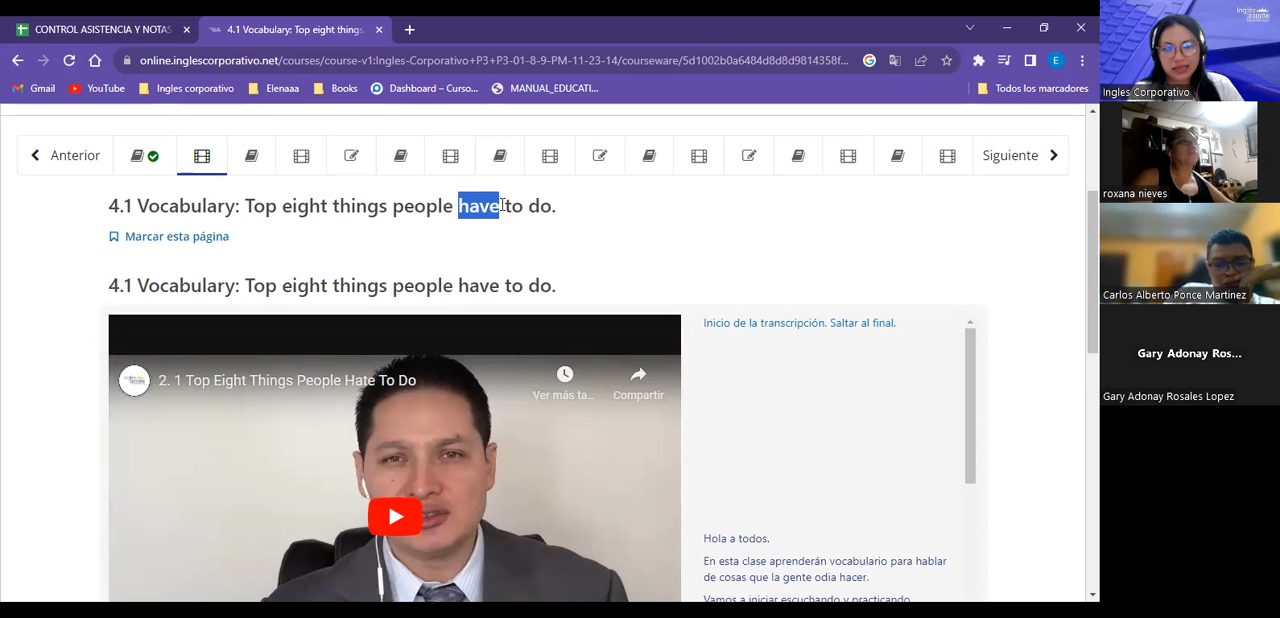 CONTROL ASISTENCIA Y NOTAS
4.1 Vocabulary: Top eight things
online.inglescorporativo.net/courses/course-v1:Ingles-Corporativo+P3+P3-01-8-9-PM-11-23-14/courseware/5d1002b0a6484d8d8d9814358f...
E
Gmail
YouTube
Ingles corporativo
Elenaaa
Books
Dashboard – Curso...
MANUAL_EDUCATI...
Todos los marcadores
Anterior
Siguiente
4.1 Vocabulary: Top eight things people have to do.
Marcar esta página
4.1 Vocabulary: Top eight things people have to do.
2. 1 Top Eight Things People Hate To Do
Ver más ta...
Compartir
Inicio de la transcripción. Saltar al final.
Hola a todos.
En esta clase aprenderán vocabulario para hablar
de cosas que la gente odia hacer.
Vamos a iniciar escuchando y practicando
Ingles Corporativo
roxana nieves
Carlos Alberto Ponce Martinez
Gary Adonay Ros...
Gary Adonay Rosales Lopez